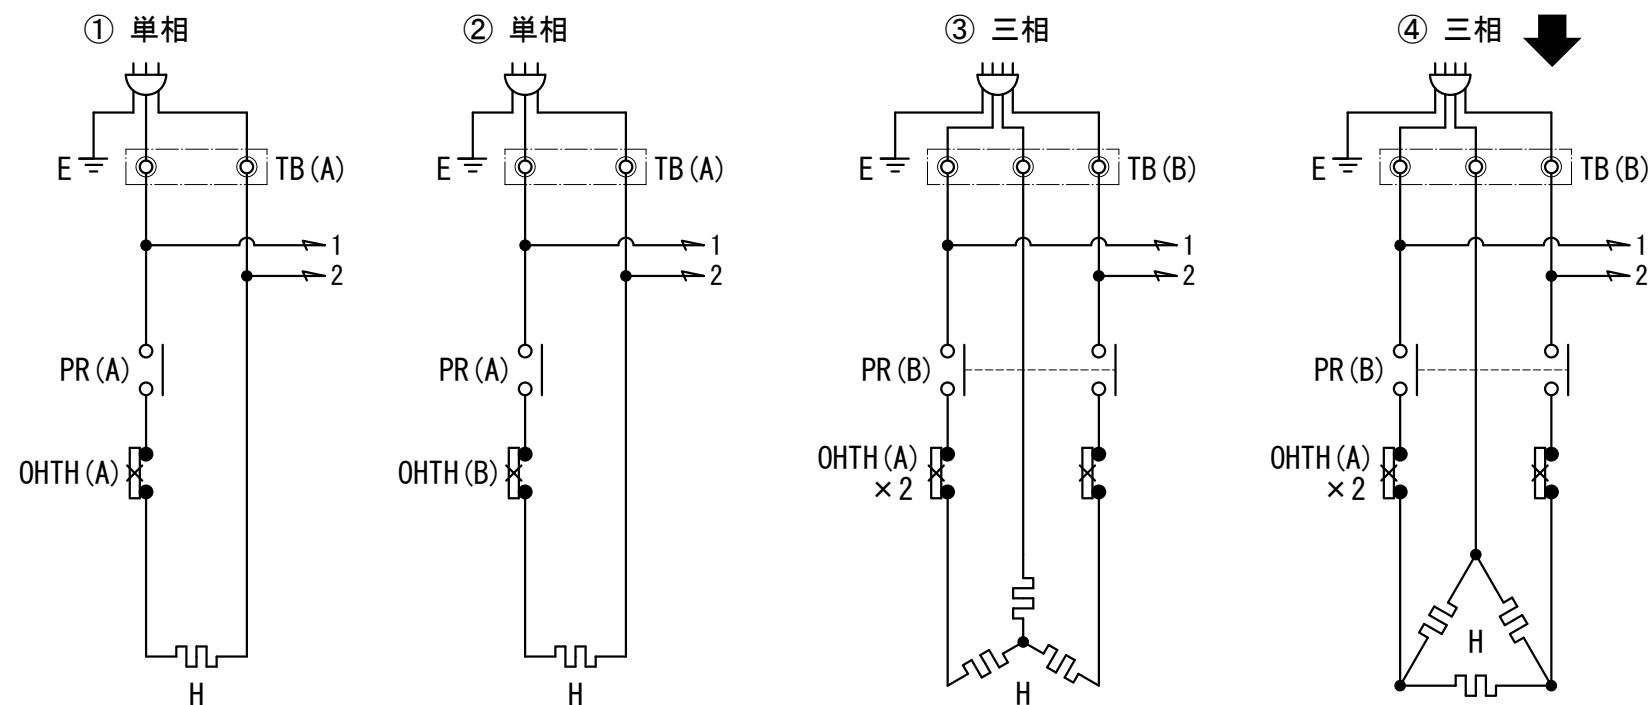 ① 単相
② 単相
③ 三相
④ 三相
E
TB(A)
E
TB(A)
E
TB(B)
E
TB(B)
1
1
1
1
2
2
2
2
PR(A)
PR(A)
PR(B)
PR(B)
OHTH(A)
OHTH(B)
OHTH(A)
×2
OHTH(A)
×2
H
H
H
H